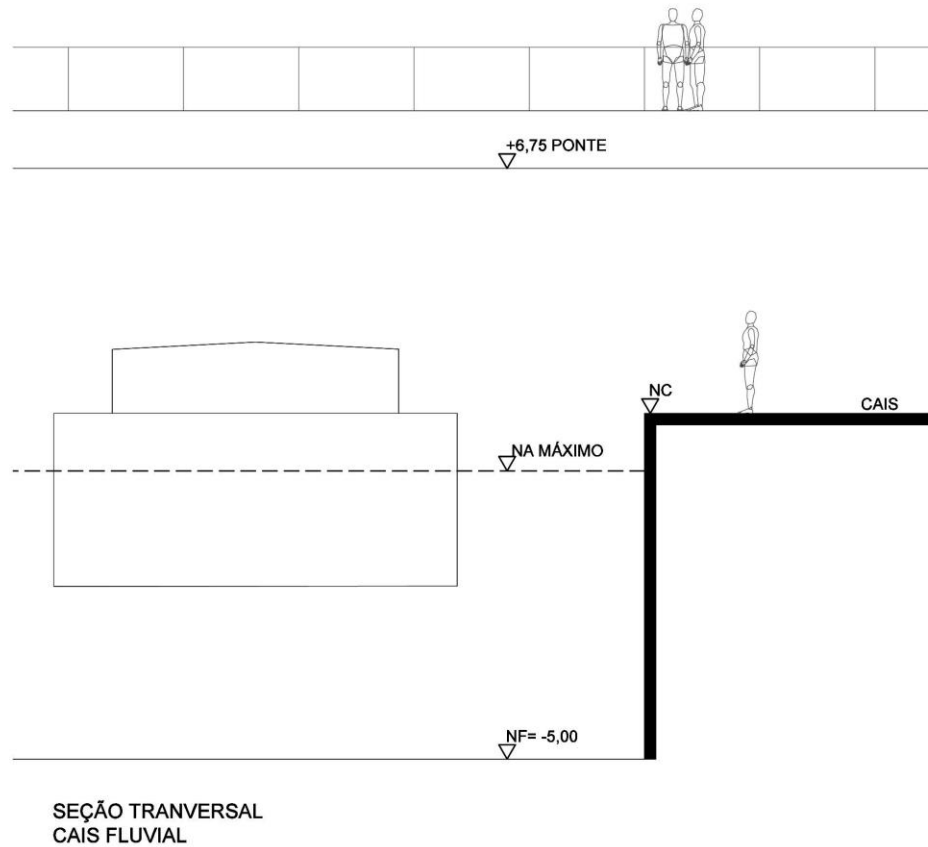 +6,75 PONTE
NC
CAIS
NA MÁXIMO
NF= -5,00
SEÇÃO TRANVERSAL
CAIS FLUVIAL